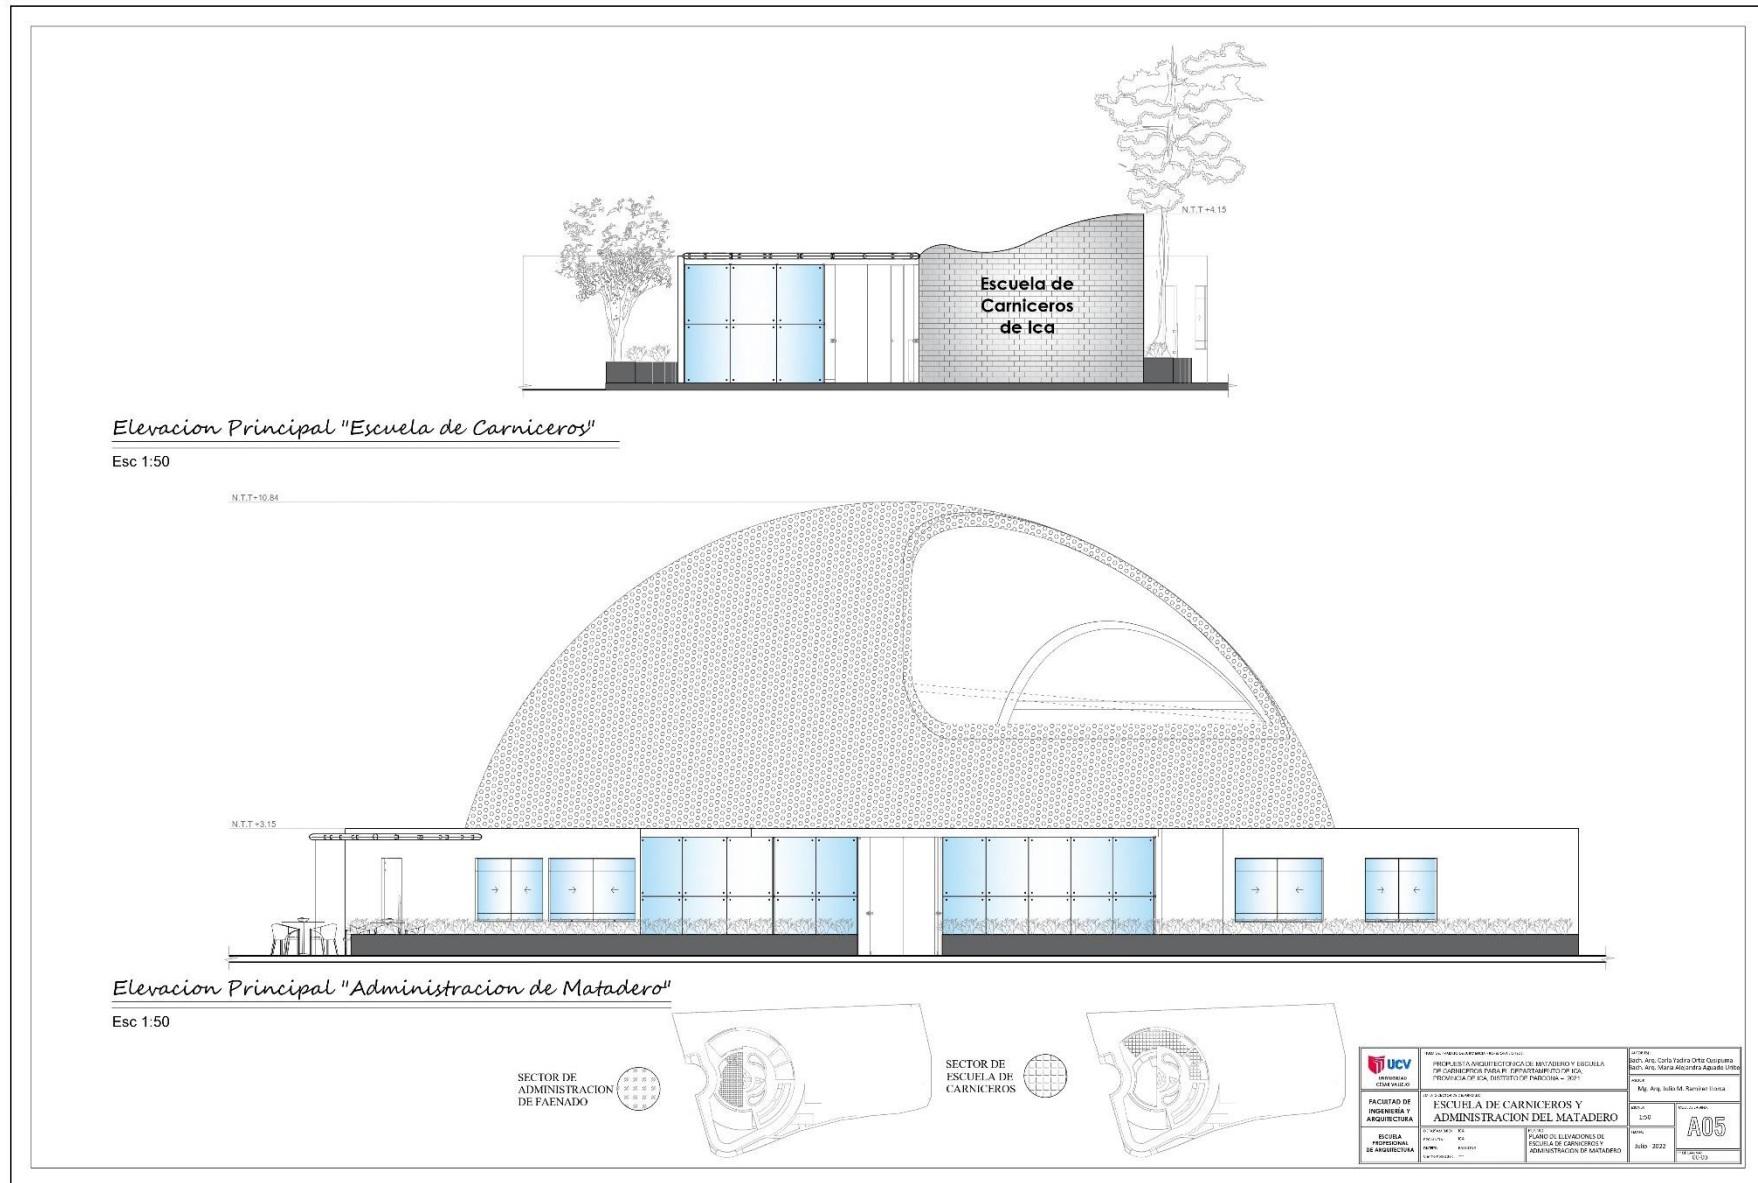 N.T.T +4.15
Escuela de
Carniceros
de Ica
Elevacion Principal "Escuela de Carniceros"
Esc 1:50
N.T.T+10.84
N.T.T +3.15
Elevacion Principal "Administracion de Matadero"
Esc 1:50
SECTOR DE
ADMINISTRACION
DE FAENADO
SECTOR DE
ESCUELA DE
CARNICEROS
UCV
UNIVERSIDAD
CÉSAR VALLEJO
FACULTAD DE
INGENIERÍA Y
ARQUITECTURA
ESCUELA
PROFESIONAL
DE ARQUITECTURA
PROPUESTA ARQUITECTONICA DE MATADERO Y ESCUELA
DE CARNICEROS PARA EL DEPARTAMENTO DE ICA,
PROVINCIA DE ICA, DISTRITO DE PARCONA – 2021
ESCUELA DE CARNICEROS Y
ADMINISTRACION DEL MATADERO
ICA
ICA
PLANO DE ELEVACIONES DE
ESCUELA DE CARNICEROS Y
ADMINISTRACION DE MATADERO
Bach. Arq. Carla Yadira Ortiz
Bach. Arq. Maria Alejandra Aguado Uribe
Mg. Arq. Julio M. Ramirez
1:50
Julio - 2022
A05